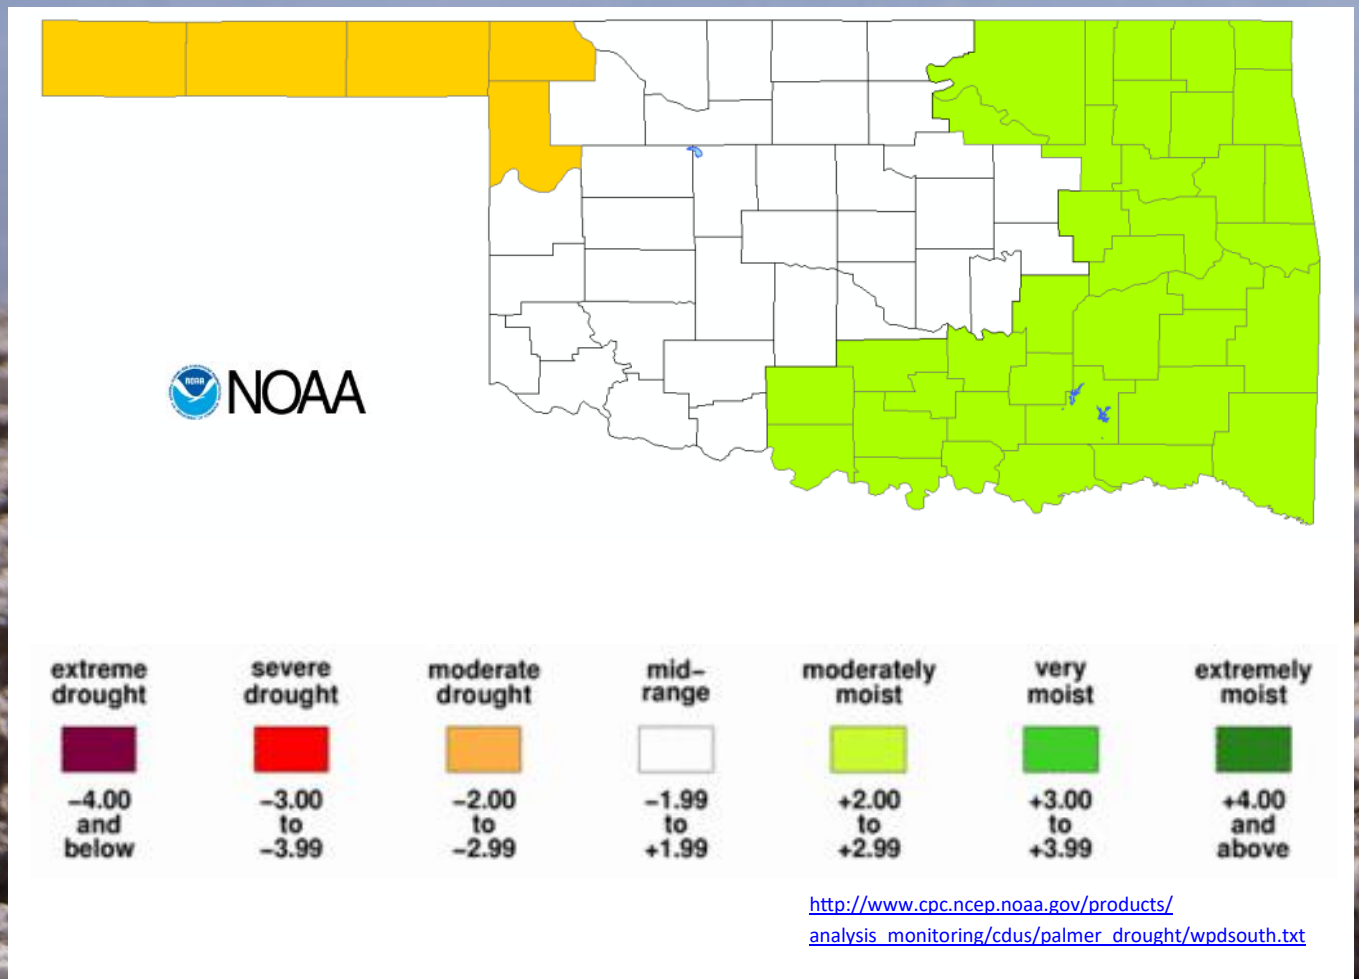 NOAA
NOAA
extreme drought
severe drought
moderate drought
mid-range
moderately moist
very moist
extremely moist
-4.00 and below
-3.00 to -3.99
-2.00 to -2.99
-1.99 to +1.99
+2.00 to +2.99
+3.00 to +3.99
+4.00 and above
http://www.cpc.ncep.noaa.gov/products/
analysis_monitoring/cdus/palmer_drought/wpdsouth.txt